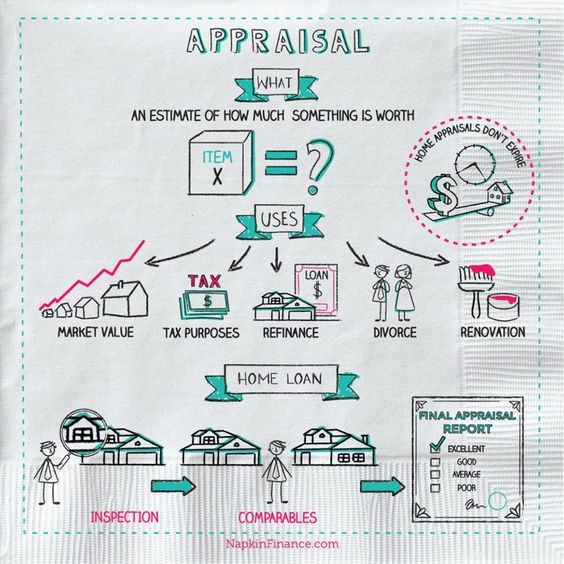 APPRAISAL
WHAT
AN ESTIMATE OF HOW MUCH SOMETHING IS WORTH
ITEM
X
= ?
HOME APPRAISALS DON'T EXPIRE
$
USES
TAX
$
LOAN
$
MARKET VALUE
TAX PURPOSES
REFINANCE
DIVORCE
RENOVATION
HOME LOAN
FINAL APPRAISAL
REPORT
EXCELLENT
GOOD
AVERAGE
POOR
INSPECTION
COMPARABLES
NapkinFinance.com